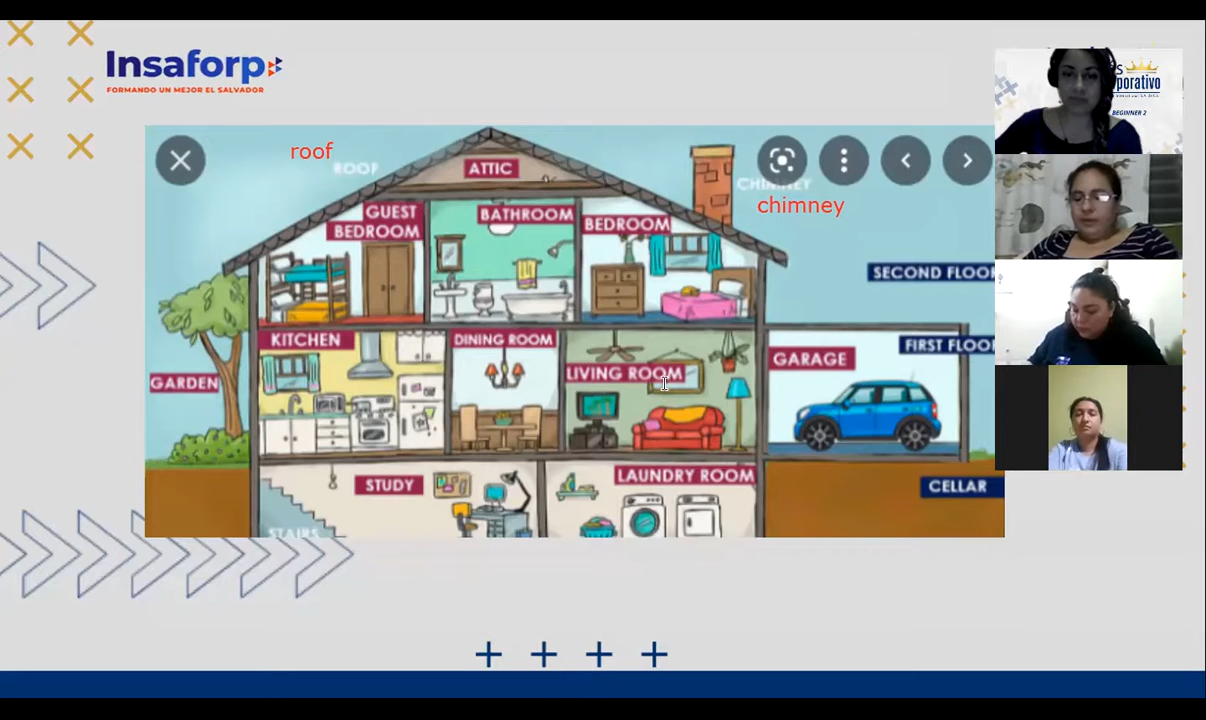 Insaforp
FORMANDO UN MEJOR EL SALVADOR
roof
ROOF
ATTIC
CHIMNEY
chimney
GUEST
BEDROOM
BATHROOM
BEDROOM
SECOND FLOOR
KITCHEN
DINING ROOM
LIVING ROOM
GARAGE
FIRST FLOOR
GARDEN
STUDY
LAUNDRY ROOM
CELLAR
STAIRS
BEGINNER 2